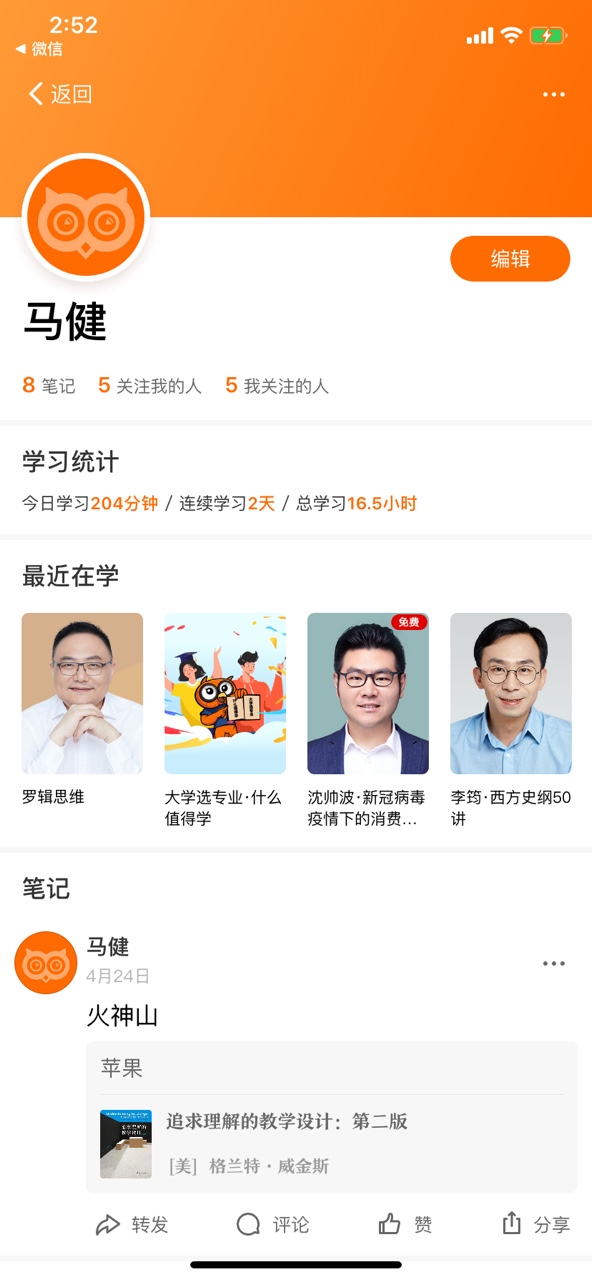 2:52
微信
返回
编辑
马健
8 笔记 5 关注我的人 5 我关注的人
学习统计
今日学习204分钟 / 连续学习2天 / 总学习16.5小时
最近在学
免费
罗辑思维
大学选专业·什么
值得学
沈帅波·新冠病毒
疫情下的消费...
李筠·西方史纲50
讲
笔记
马健
4月24日
火神山
苹果
追求理解的教学设计：第二版
[美] 格兰特·威金斯
转发 评论 赞 分享